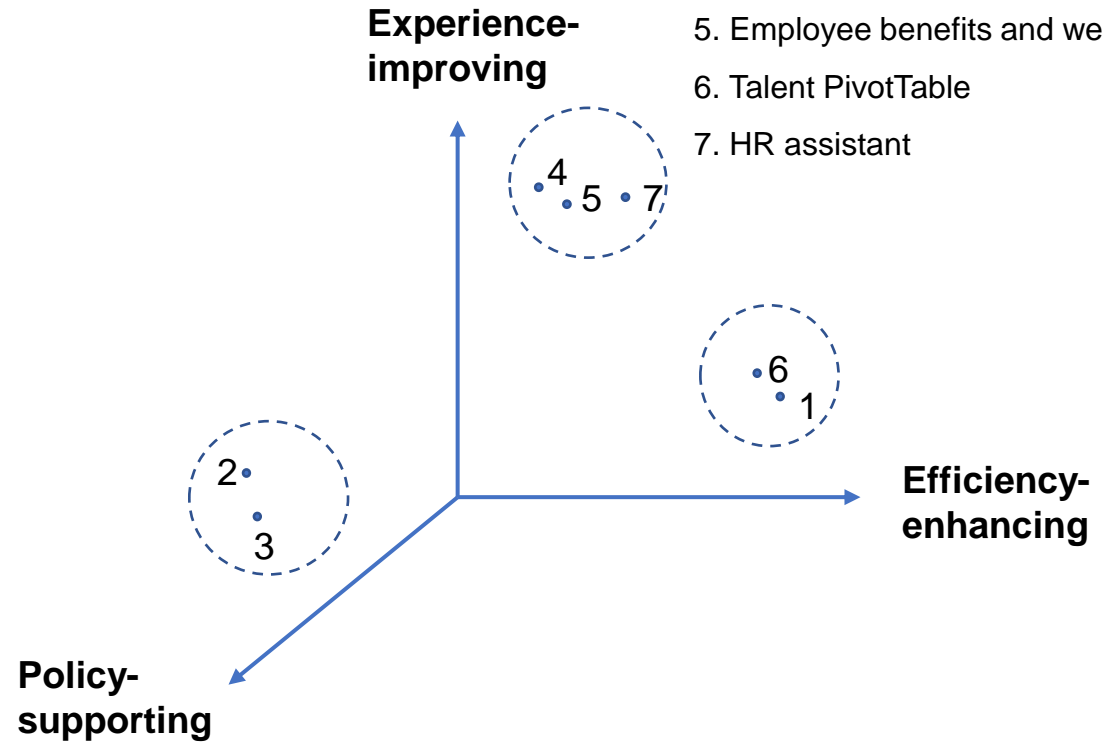 Experience-
improving
5. Employee benefits and we
6. Talent PivotTable
7. HR assistant
4
5
7
6
1
2
3
Efficiency-
enhancing
Policy-
supporting